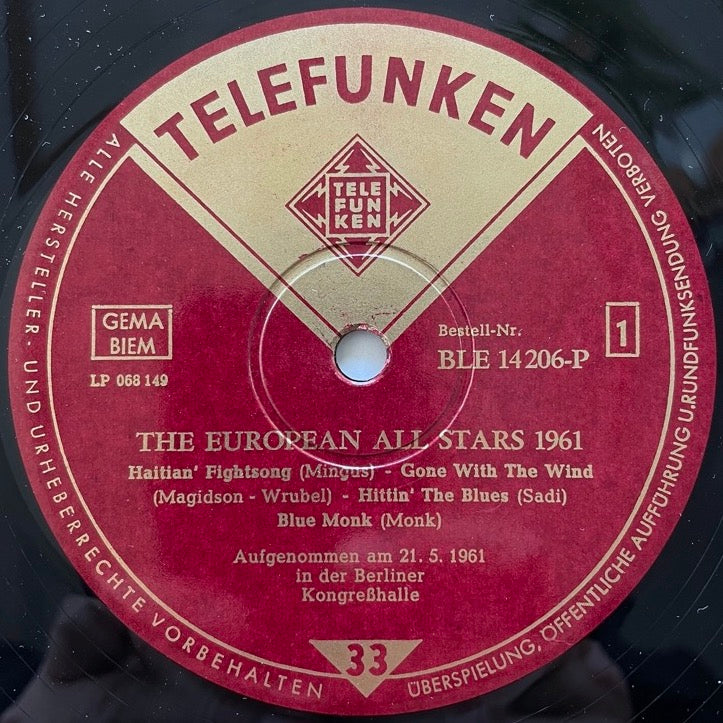 TELEFUNKEN
TELE
FUN
KEN
GEMA
BIEM
LP 068 149
Bestell-Nr.
BLE 14206-P
1
THE EUROPEAN ALL STARS 1961
Haitian' Fightsong (Mingus) - Gone With The Wind
(Magidson - Wrubel) - Hittin' The Blues (Sadi)
Blue Monk (Monk)
Aufgenommen am 21. 5. 1961
in der Berliner
Kongreßhalle
33
ALLE HERSTELLER- UND URHEBERRECHTE VORBEHALTEN
ÜBERSPIELUNG, ÖFFENTLICHE AUFFÜHRUNG U. RUNDFUNKSENDUNG VERBOTEN